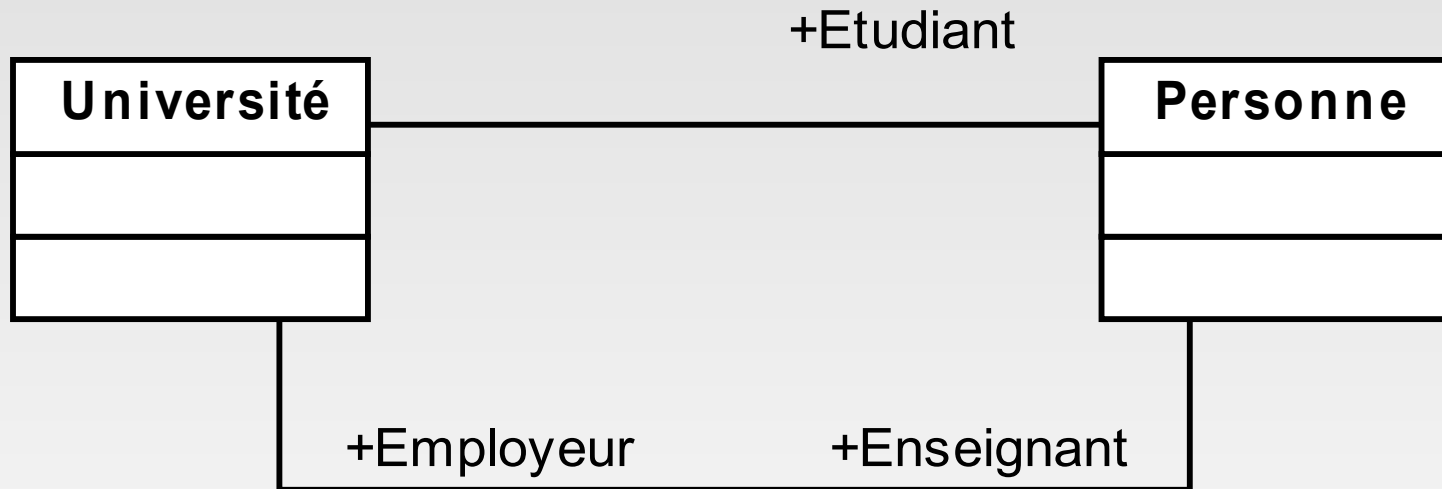 +Etudiant
Université
Personne
+Employeur
+Enseignant